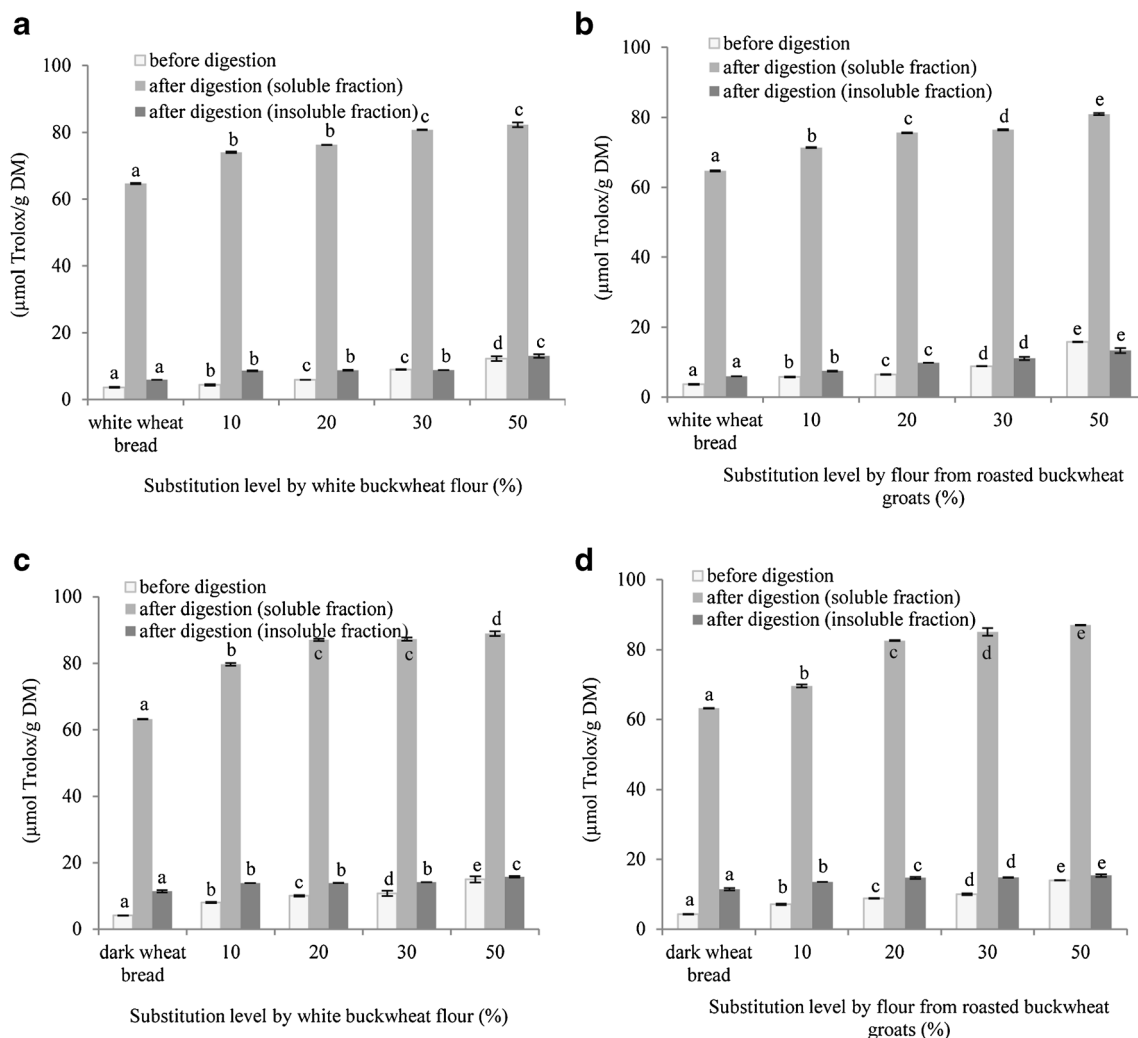 a
before digestion
after digestion (soluble fraction)
after digestion (insoluble fraction)
(µmol Trolox/g DM)
100
80
60
40
20
0
a a a
b b b
c b b
c c b
d c c
white wheat bread
10
20
30
50
Substitution level by white buckwheat flour (%)
b
before digestion
after digestion (soluble fraction)
after digestion (insoluble fraction)
(µmol Trolox/g DM)
100
80
60
40
20
0
a a a
b b b
c c c
d d d
e e e
white wheat
bread
10
20
30
50
Substitution level by flour from roasted buckwheat
groats (%)
c
before digestion
after digestion (soluble fraction)
after digestion (insoluble fraction)
(µmol Trolox/g DM)
100
80
60
40
20
0
a a a
b b b
c c b
d c b
e d c
dark wheat
bread
10
20
30
50
Substitution level by white buckwheat flour (%)
d
before digestion
after digestion (soluble fraction)
after digestion (insoluble fraction)
(µmol Trolox/g DM)
100
80
60
40
20
0
a a a
b b b
c c c
d d d
e e e
dark wheat
bread
10
20
30
50
Substitution level by flour from roasted buckwheat
groats (%)